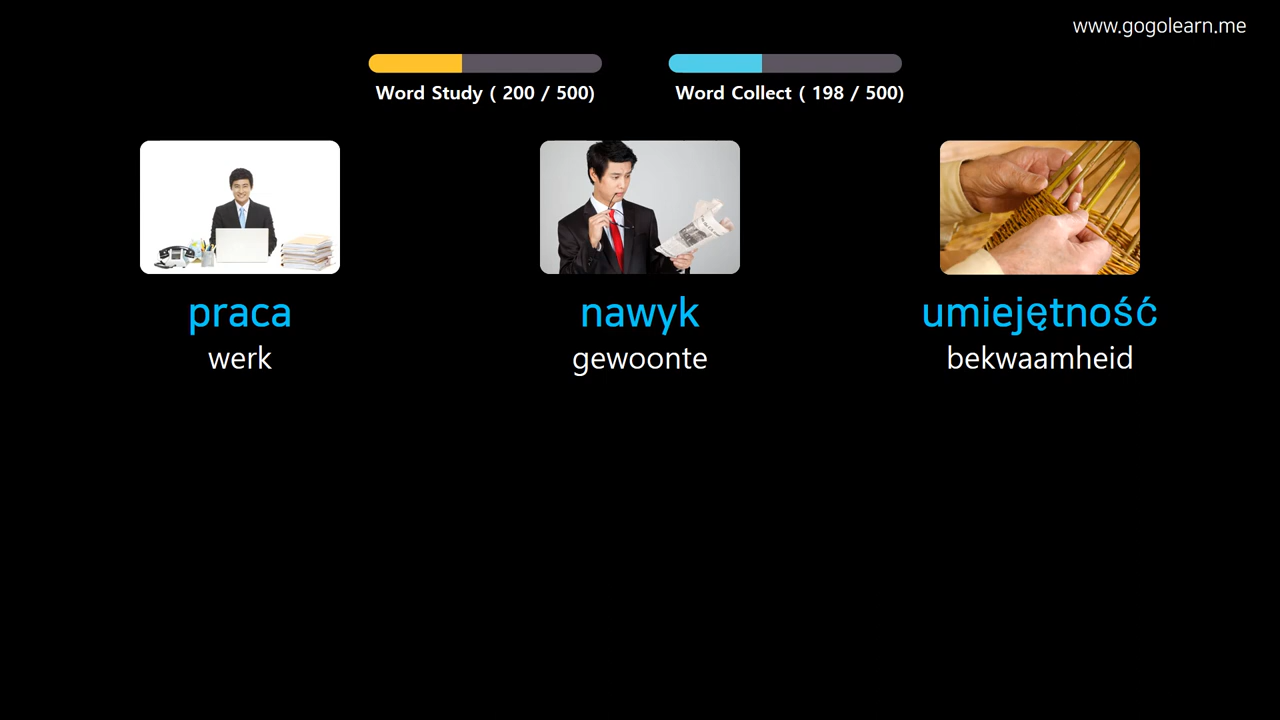 www.gogolearn.me
Word Study ( 200 / 500)
Word Collect ( 198 / 500)
praca
nawyk
umiejętność
werk
gewoonte
bekwaamheid